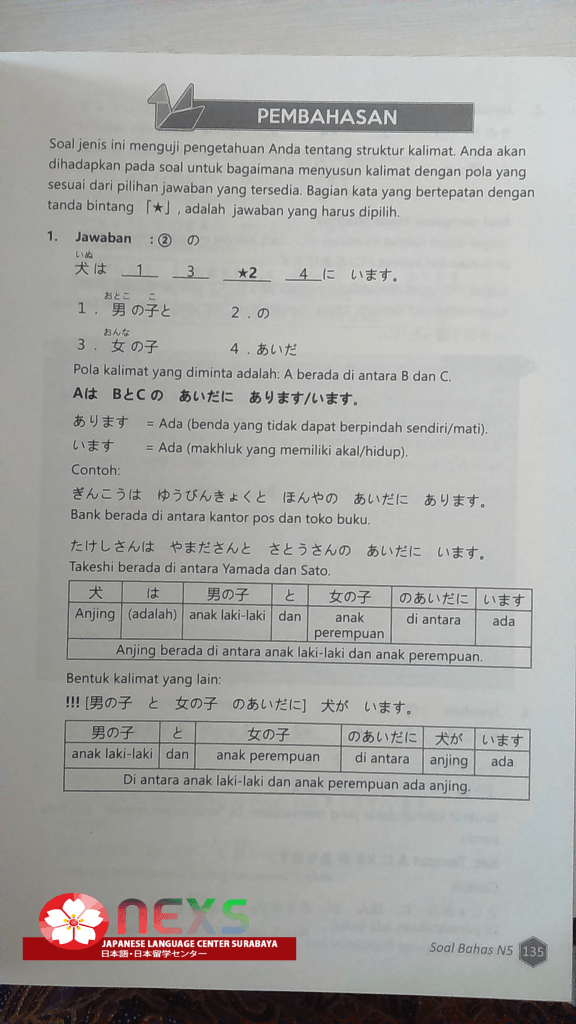 PEMBAHASAN
Soal jenis ini menguji pengetahuan Anda tentang struktur kalimat. Anda akan
dihadapkan pada soal untuk bagaimana menyusun kalimat dengan pola yang
sesuai dari pilihan jawaban yang tersedia. Bagian kata yang bertepatan dengan
tanda bintang 「★」, adalah jawaban yang harus dipilih.
1. Jawaban : ② の
いぬ
犬は 1 3 ★2 4 に います。
おとこ こ
1．男の子と 2．の
おんな
3．女の子 4．あいだ
Pola kalimat yang diminta adalah: A berada di antara B dan C.
Aは BとCの あいだに あります/います。
あります = Ada (benda yang tidak dapat berpindah sendiri/mati).
います = Ada (makhluk yang memiliki akal/hidup).
Contoh:
ぎんこうは ゆうびんきょくと ほんやの あいだに あります。
Bank berada di antara kantor pos dan toko buku.
たけしさんは やまださんと さとうさんの あいだに います。
Takeshi berada di antara Yamada dan Sato.
犬 は 男の子 と 女の子 のあいだに います
Anjing (adalah) anak laki-laki dan anak perempuan di antara ada
Anjing berada di antara anak laki-laki dan anak perempuan.
Bentuk kalimat yang lain:
!!! [男の子 と 女の子 のあいだに] 犬が います。
男の子 と 女の子 のあいだに 犬が います
anak laki-laki dan anak perempuan di antara anjing ada
Di antara anak laki-laki dan anak perempuan ada anjing.
nexs
JAPANESE LANGUAGE CENTER SURABAYA
日本語・日本留学センター
Soal Bahas N5 135